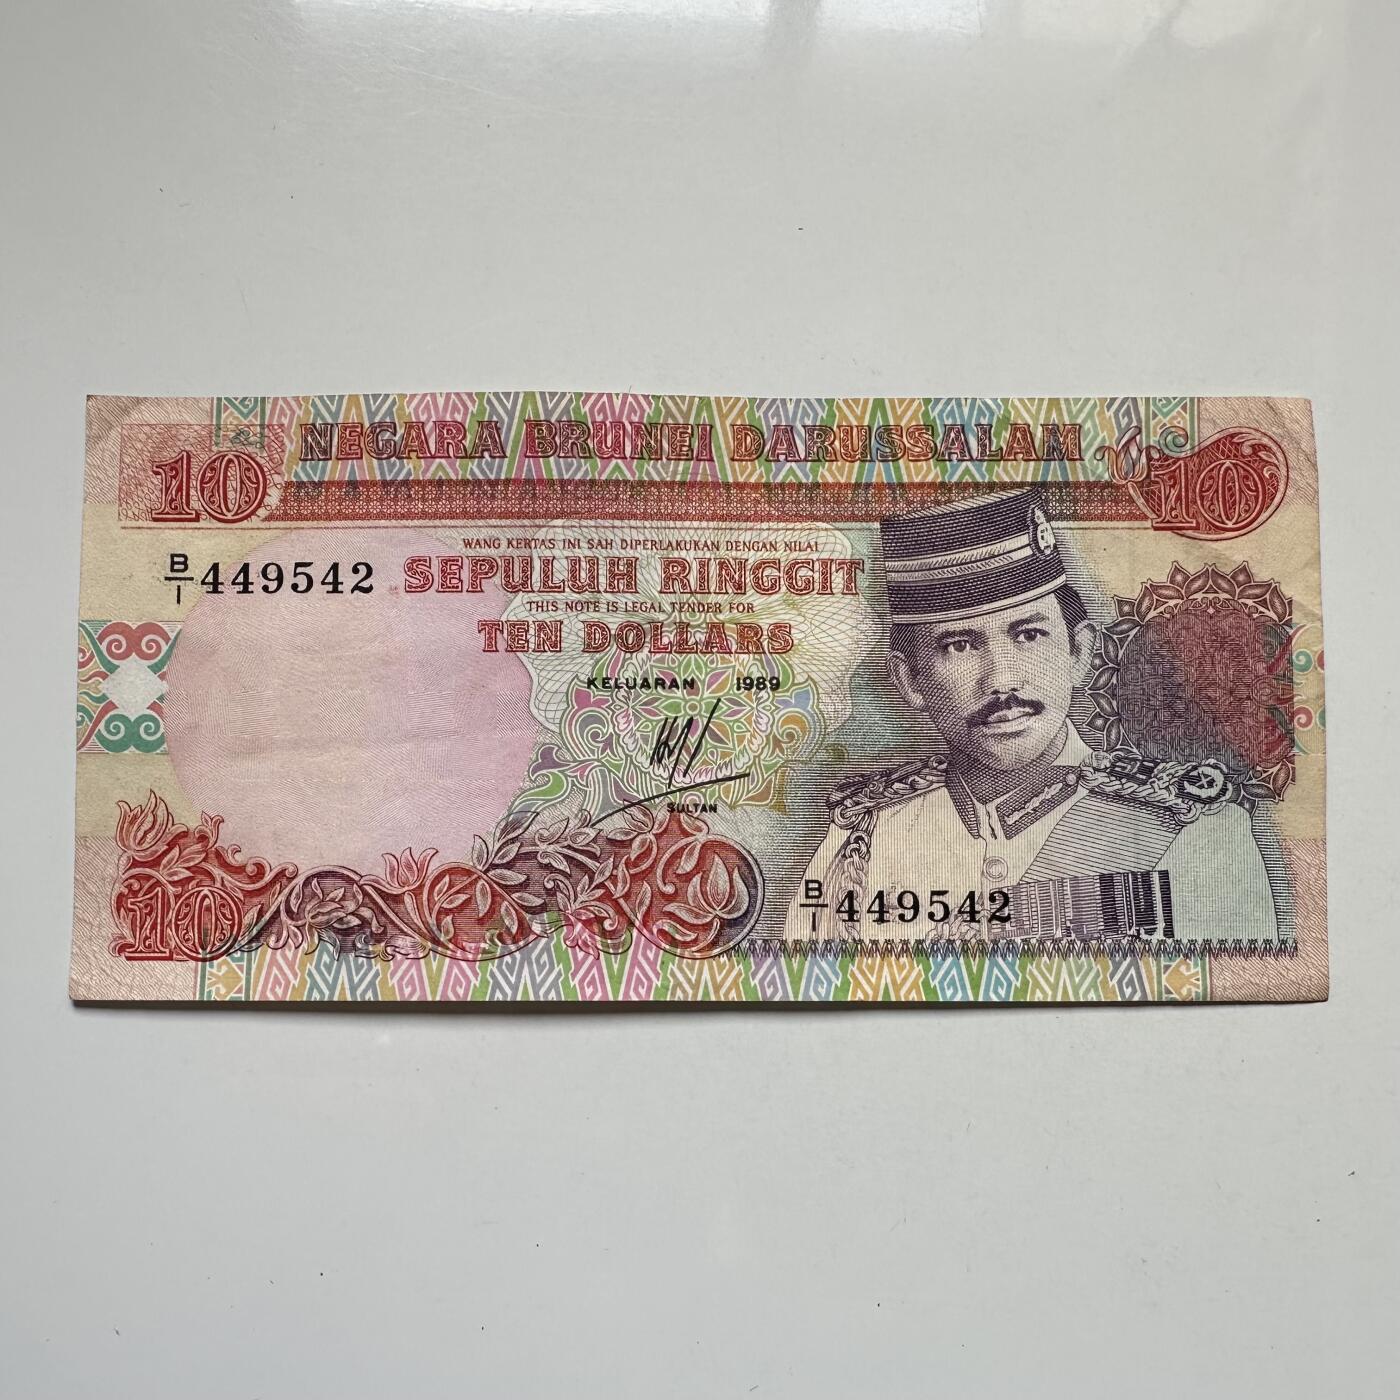 NEGARA BRUNEI DARUSSALAM
10
10
WANG KERTAS INI SAH DIPERLAKUKAN DENGAN NILAI
B/I 449542
SEPULUH RINGGIT
THIS NOTE IS LEGAL TENDER FOR
TEN DOLLARS
KELUARAN 1989
SULTAN
10
B/I 449542